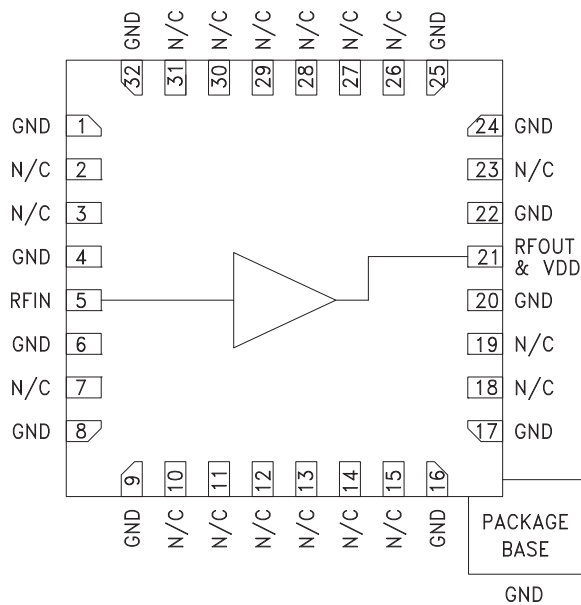 GND N/C N/C N/C N/C N/C N/C GND
32 31 30 29 28 27 26 25
GND 1
N/C 2
N/C 3
GND 4
RFIN 5
GND 6
N/C 7
GND 8
24 GND
23 N/C
22 GND
21 RFOUT
& VDD
20 GND
19 N/C
18 N/C
17 GND
9 10 11 12 13 14 15 16
GND N/C N/C N/C N/C N/C N/C GND
PACKAGE
BASE
GND